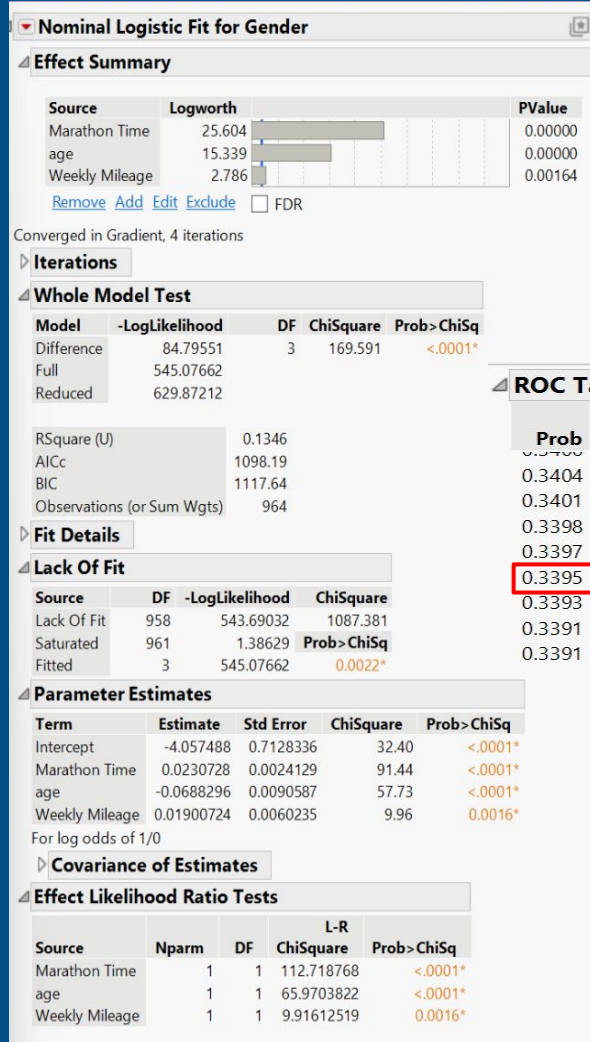 Nominal Logistic Fit for Gender
Effect Summary
Source Logworth PValue
Marathon Time 25.604 0.00000
age 15.339 0.00000
Weekly Mileage 2.786 0.00164
Remove Add Edit Exclude FDR
Converged in Gradient, 4 iterations
Iterations
Whole Model Test
Model -LogLikelihood DF ChiSquare Prob>ChiSq
Difference 84.79551 3 169.591 <.0001*
Full 545.07662
Reduced 629.87212
RSquare (U) 0.1346
AICc 1098.19
BIC 1117.64
Observations (or Sum Wgts) 964
Fit Details
Lack Of Fit
Source DF -LogLikelihood ChiSquare
Lack Of Fit 958 543.69032 1087.381
Saturated 961 1.38629 Prob>ChiSq
Fitted 3 545.07662 0.0022*
Parameter Estimates
Term Estimate Std Error ChiSquare Prob>ChiSq
Intercept -4.057488 0.7128336 32.40 <.0001*
Marathon Time 0.0230728 0.0024129 91.44 <.0001*
age -0.0688296 0.0090587 57.73 <.0001*
Weekly Mileage 0.01900724 0.0060235 9.96 0.0016*
For log odds of 1/0
Covariance of Estimates
Effect Likelihood Ratio Tests
Source Nparm DF L-R ChiSquare Prob>ChiSq
Marathon Time 1 1 112.718768 <.0001*
age 1 1 65.9703822 <.0001*
Weekly Mileage 1 1 9.91612519 0.0016*
ROC
Prob
0.3404
0.3401
0.3398
0.3397
0.3395
0.3393
0.3391
0.3391